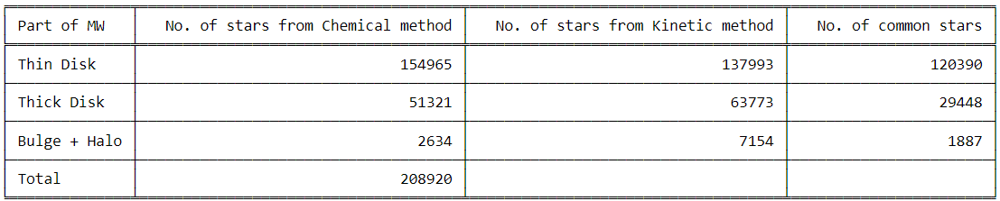 Part of MW No. of stars from Chemical method No. of stars from Kinetic method No. of common stars
Thin Disk 154965 137993 120390
Thick Disk 51321 63773 29448
Bulge + Halo 2634 7154 1887
Total 208920